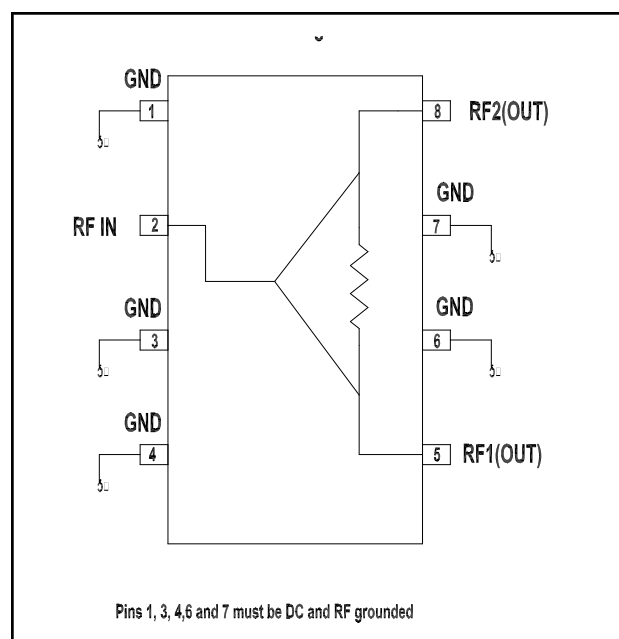 GND
1
8
RF2(OUT)
RF IN
2
GND
7
GND
3
GND
6
GND
4
5
RF1(OUT)
Pins 1, 3, 4,6 and 7 must be DC and RF grounded